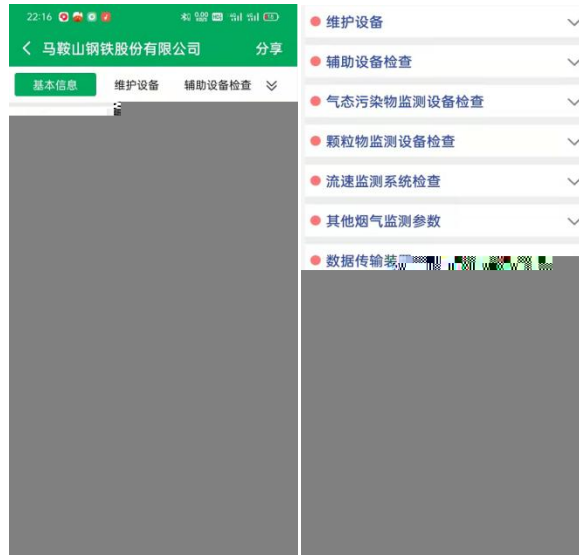 22:16
马鞍山钢铁股份有限公司
分享
基本信息
维护设备
辅助设备检查
维护设备
辅助设备检查
气态污染物监测设备检查
颗粒物监测设备检查
流速监测系统检查
其他烟气监测参数
数据传输装